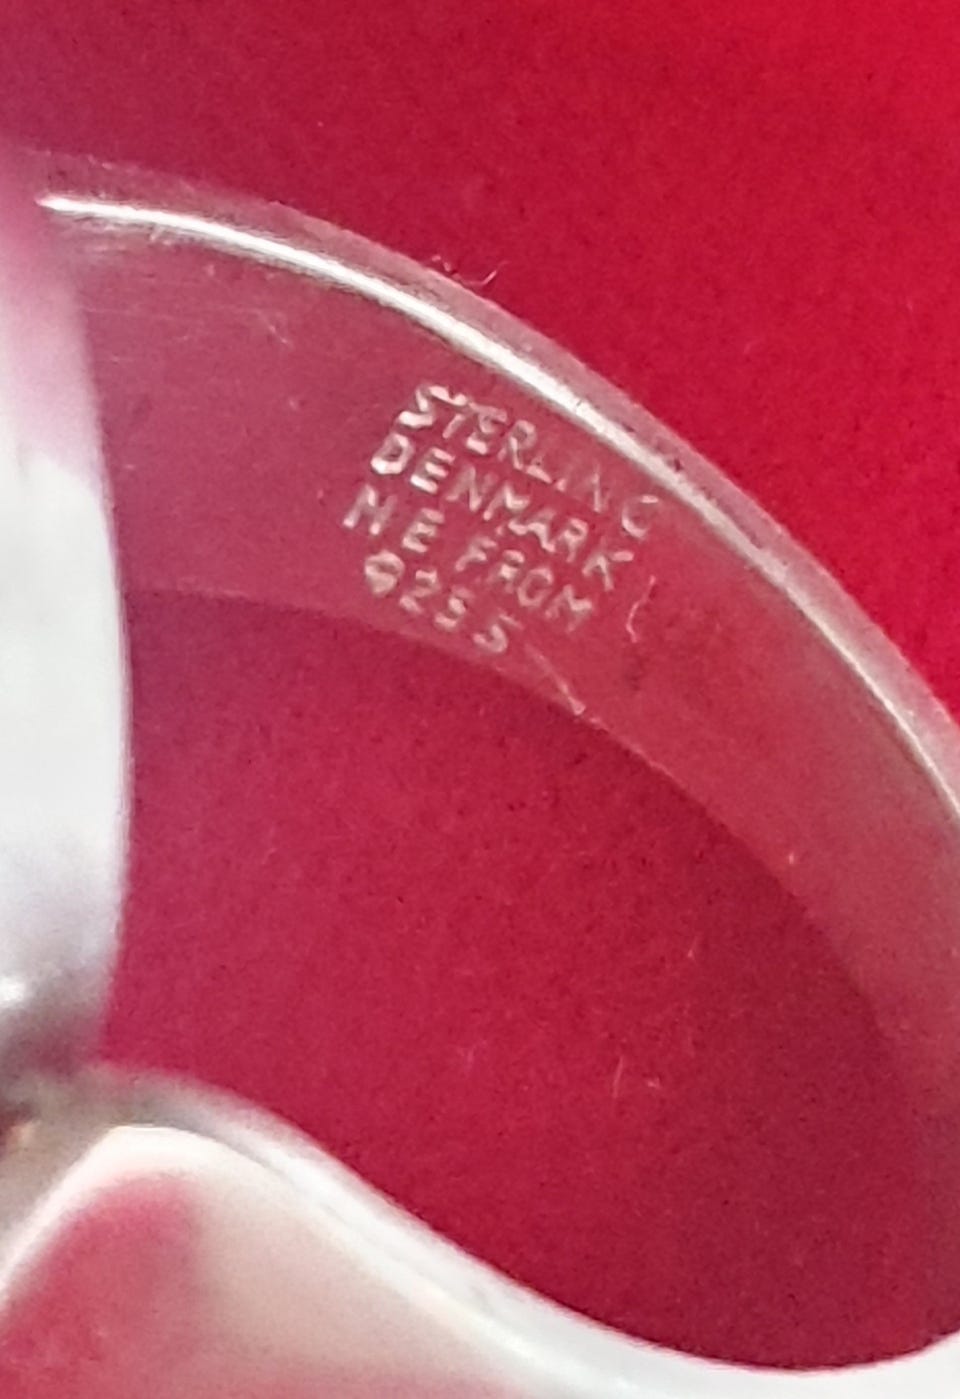 STERLING
DENMARK
N E FROM
925 S